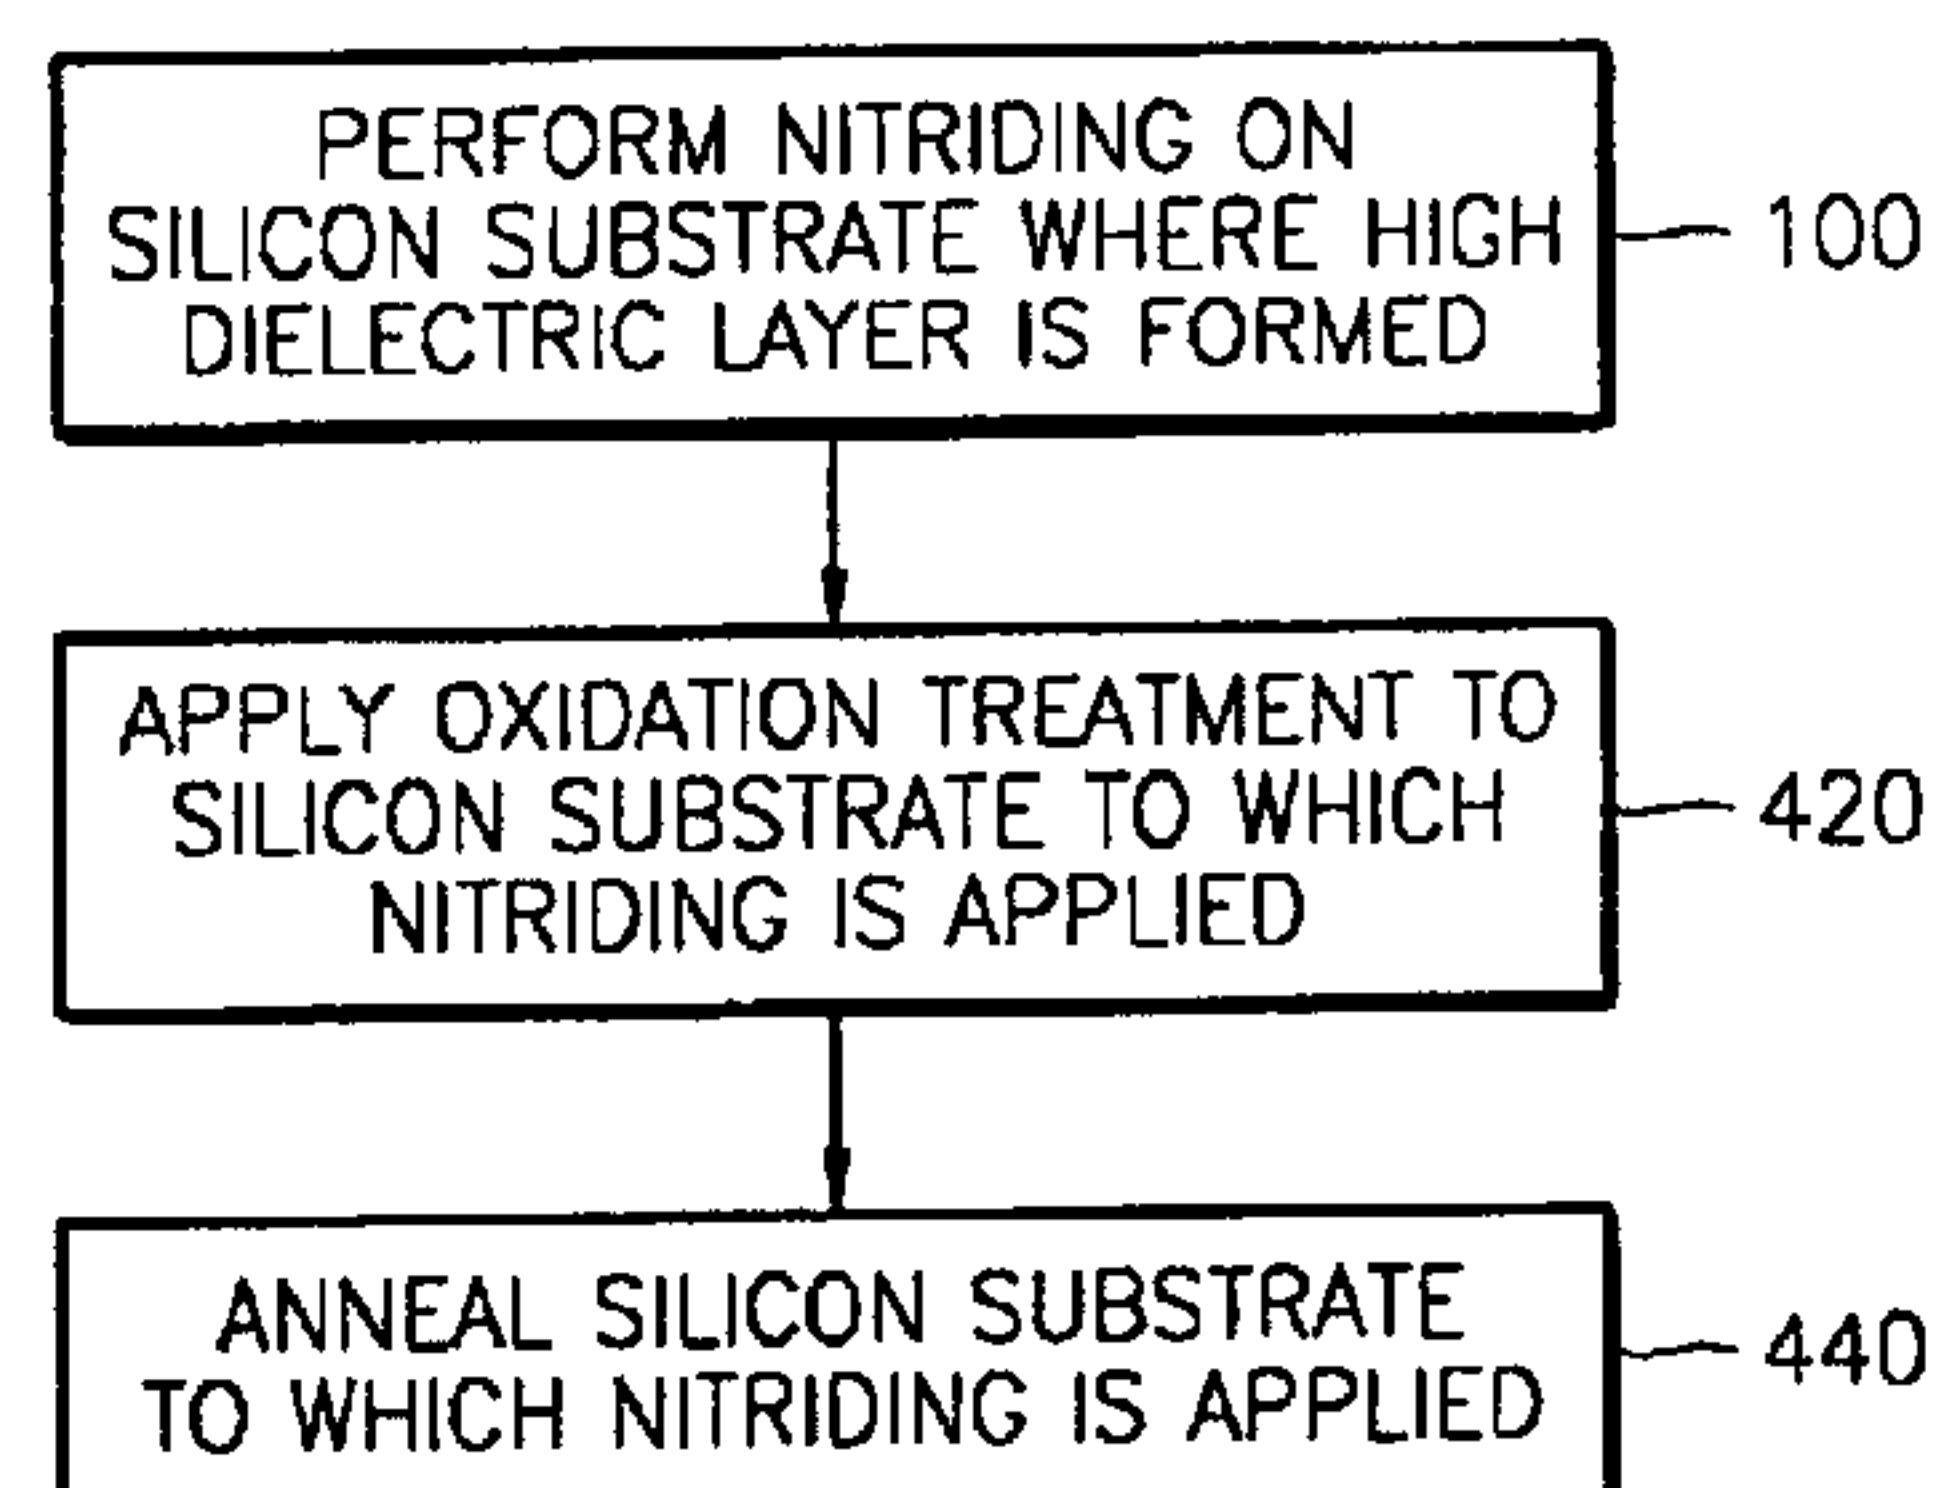 PERFORM NITRIDING ON
SILICON SUBSTRATE WHERE HIGH
DIELECTRIC LAYER IS FORMED
100
APPLY OXIDATION TREATMENT TO
SILICON SUBSTRATE TO WHICH
NITRIDING IS APPLIED
420
ANNEAL SILICON SUBSTRATE
TO WHICH NITRIDING IS APPLIED
440